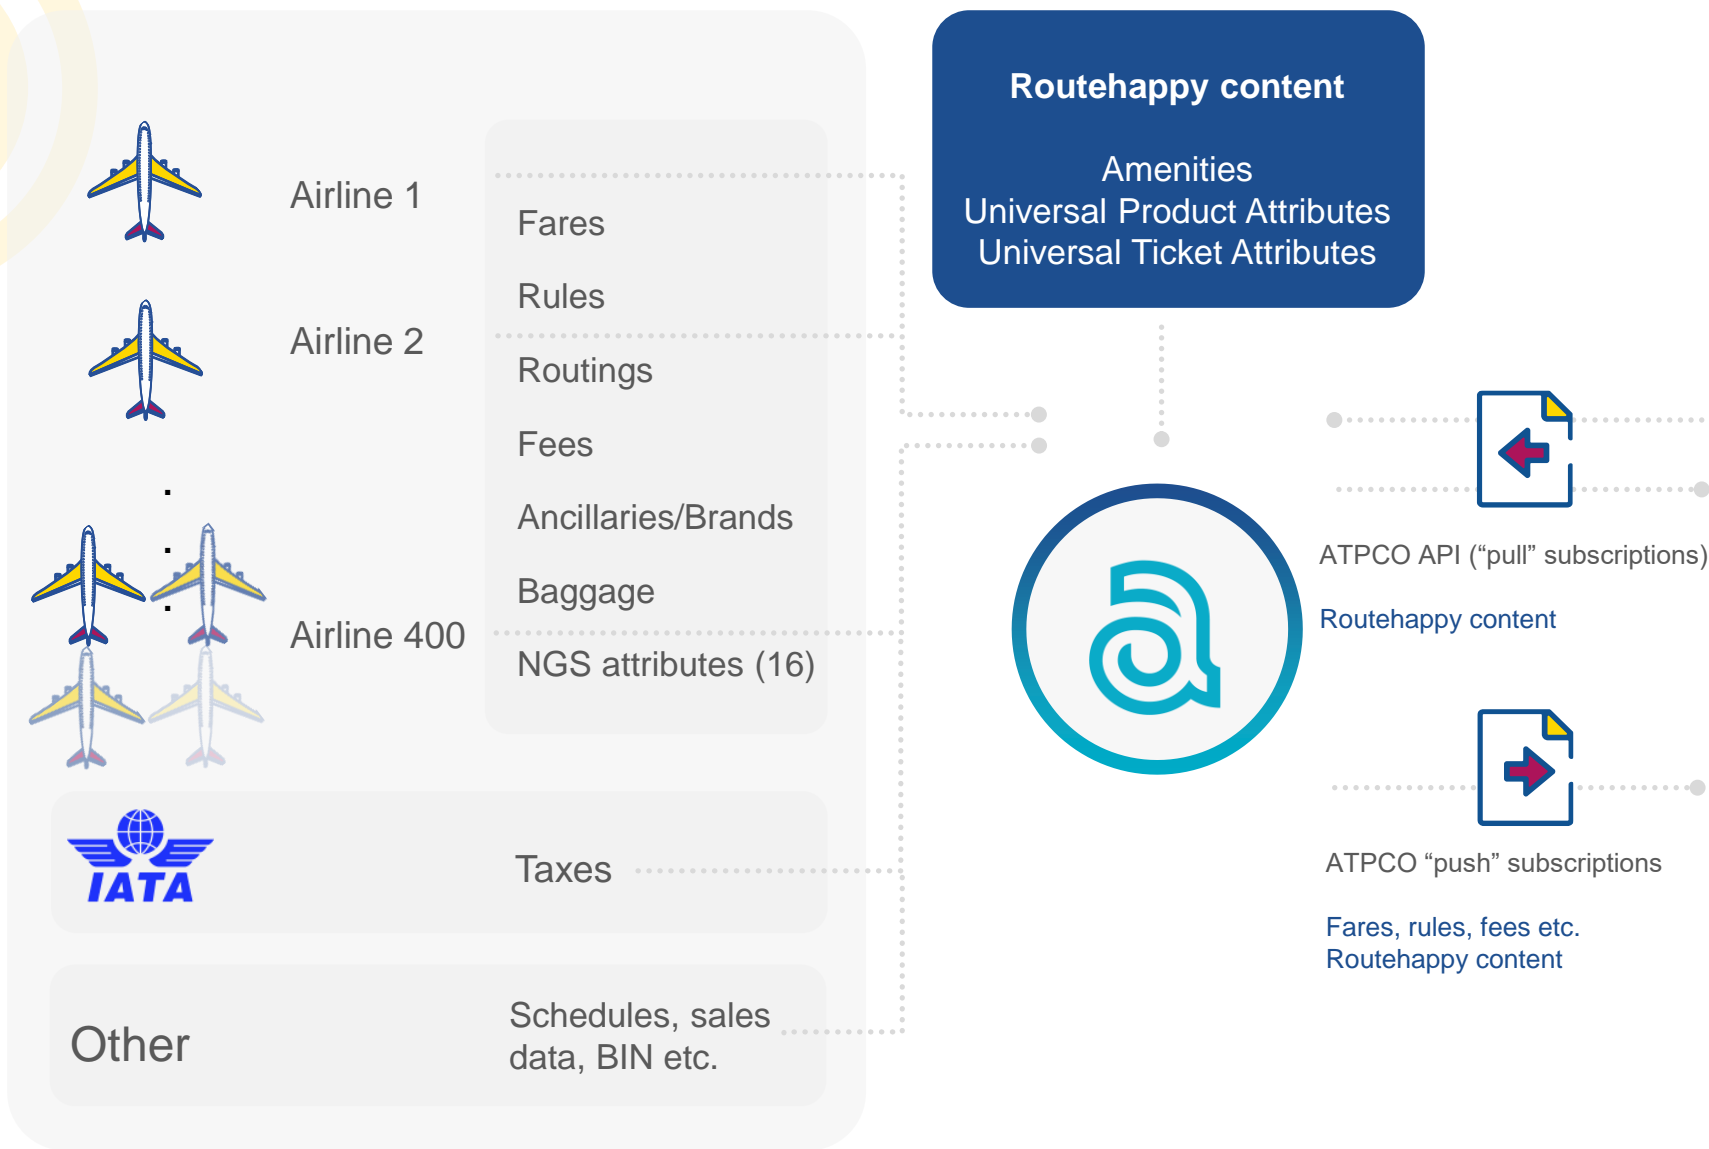 Airline 1
Airline 2
.
.
.
Airline 400
Fares
Rules
Routings
Fees
Ancillaries/Brands
Baggage
NGS attributes (16)
IATA
Taxes
Other
Schedules, sales
data, BIN etc.
Routehappy content
Amenities
Universal Product Attributes
Universal Ticket Attributes
a
ATPCO API (“pull” subscriptions)
Routehappy content
ATPCO “push” subscriptions
Fares, rules, fees etc.
Routehappy content